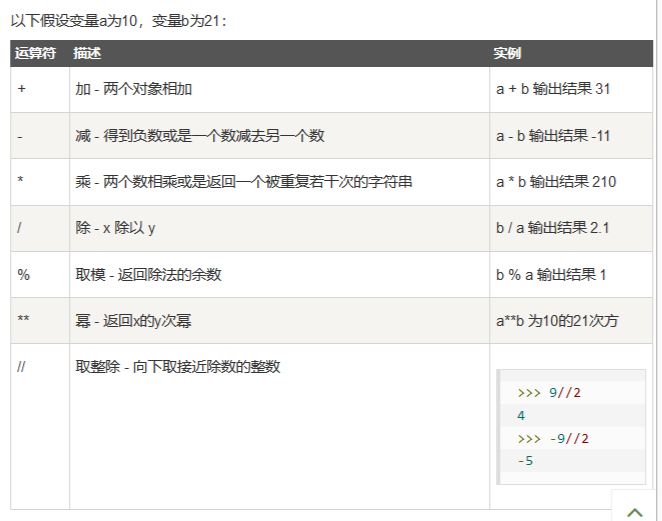 以下假设变量a为10，变量b为21：
运算符 描述 实例
+ 加 - 两个对象相加 a + b 输出结果 31
- 减 - 得到负数或是一个数减去另一个数 a - b 输出结果 -11
* 乘 - 两个数相乘或是返回一个被重复若干次的字符串 a * b 输出结果 210
/ 除 - x 除以 y b / a 输出结果 2.1
% 取模 - 返回除法的余数 b % a 输出结果 1
** 幂 - 返回x的y次幂 a**b 为10的21次方
// 取整除 - 向下取接近除数的整数
>>> 9//2
4
>>> -9//2
-5